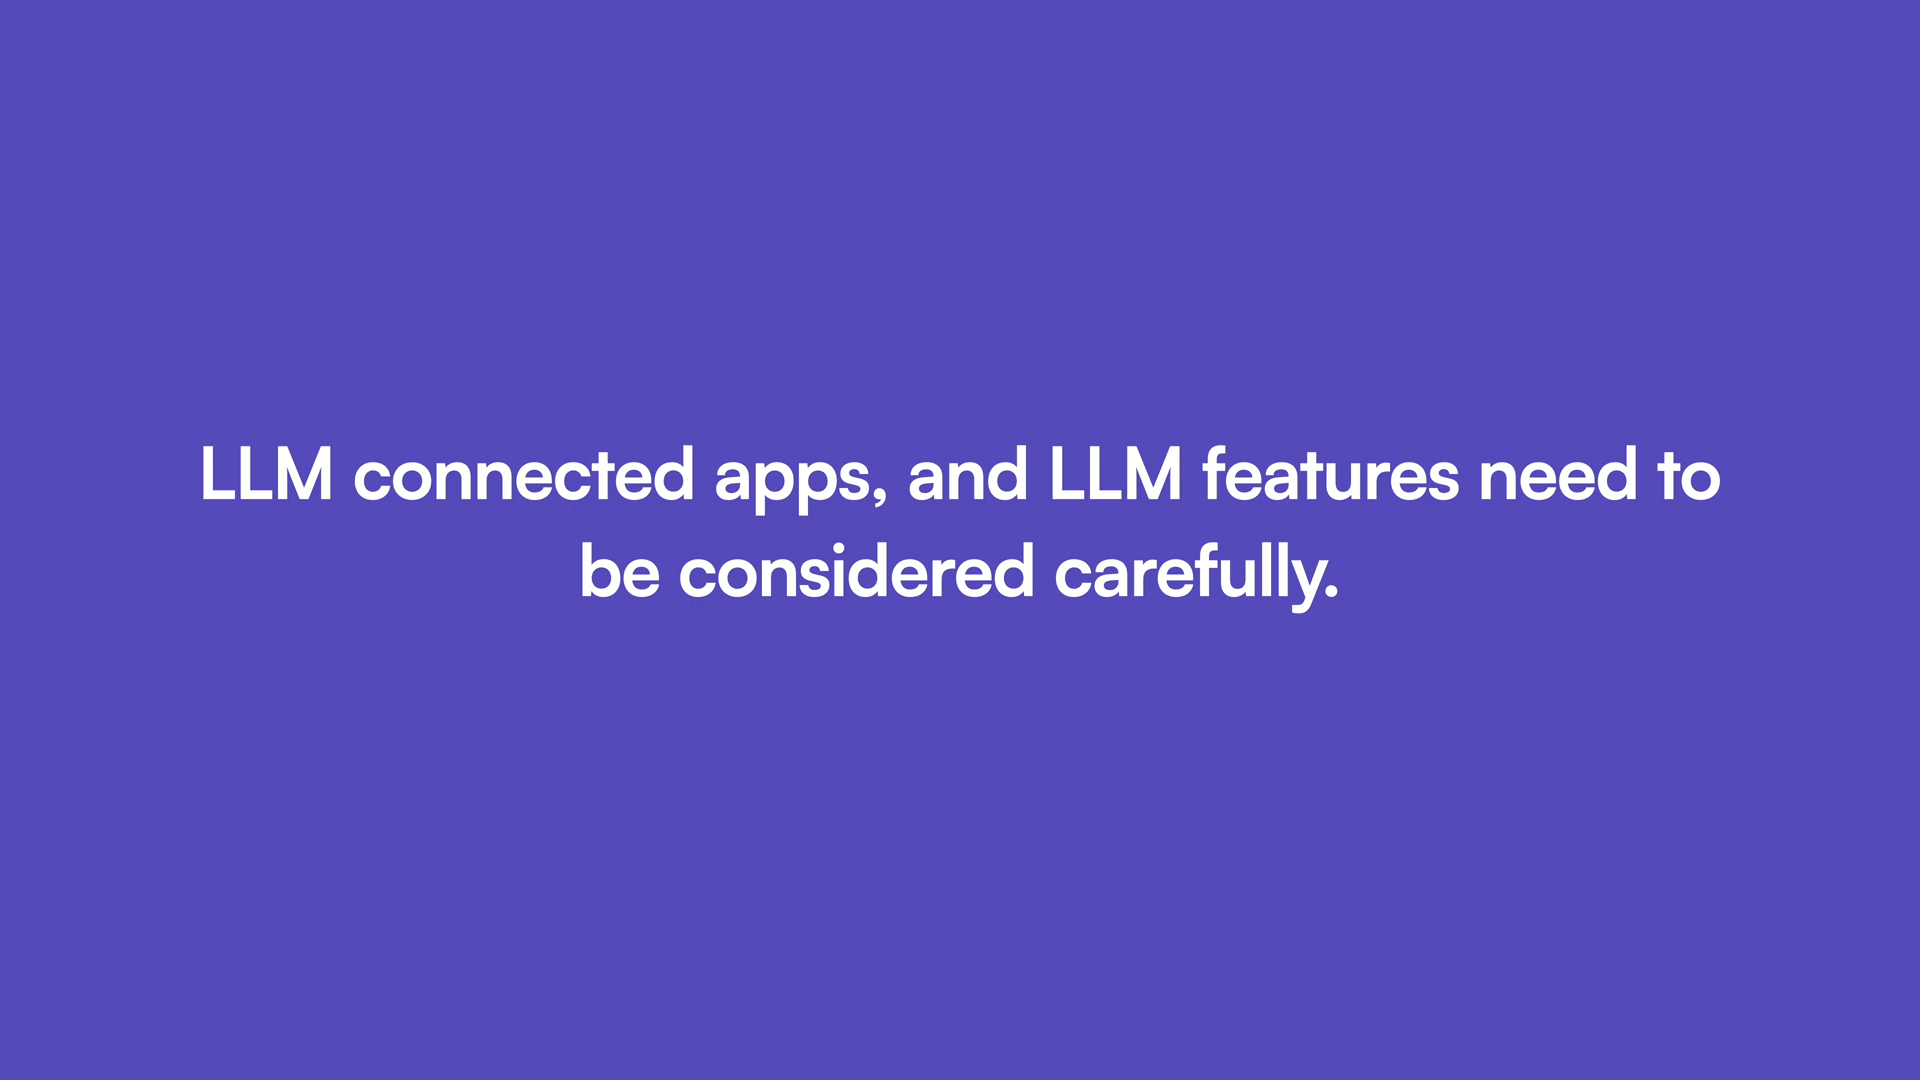 LLM connected apps, and LLM features need to
be considered carefully.